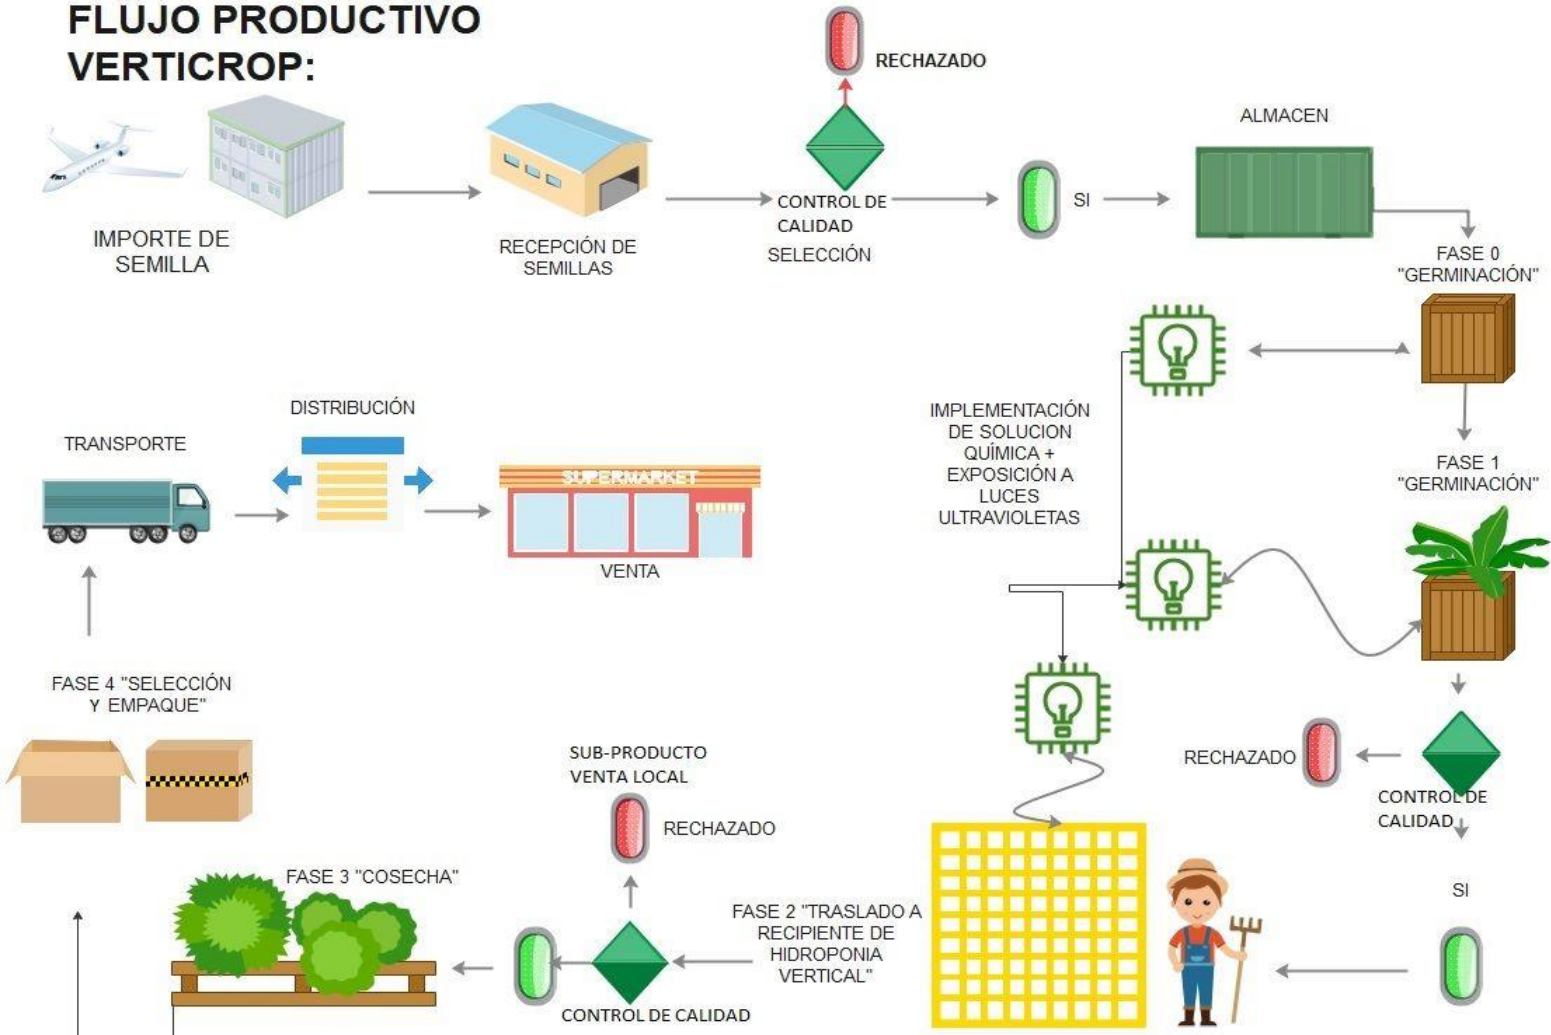 FLUJO PRODUCTIVO
VERTICROP:
RECHAZADO
ALMACEN
IMPORTE DE
SEMILLA
RECEPCIÓN DE
SEMILLAS
CONTROL DE
CALIDAD
SELECCIÓN
SI
FASE 0
"GERMINACIÓN"
IMPLEMENTACIÓN
DE SOLUCION
QUÍMICA +
EXPOSICIÓN A
LUCES
ULTRAVIOLETAS
FASE 1
"GERMINACIÓN"
TRANSPORTE
DISTRIBUCIÓN
SUPERMARKET
VENTA
RECHAZADO
CONTROL DE
CALIDAD
SI
FASE 4 "SELECCIÓN
Y EMPAQUE"
SUB-PRODUCTO
VENTA LOCAL
RECHAZADO
FASE 3 "COSECHA"
FASE 2 "TRASLADO A
RECIPIENTE DE
HIDROPONIA
VERTICAL"
CONTROL DE CALIDAD